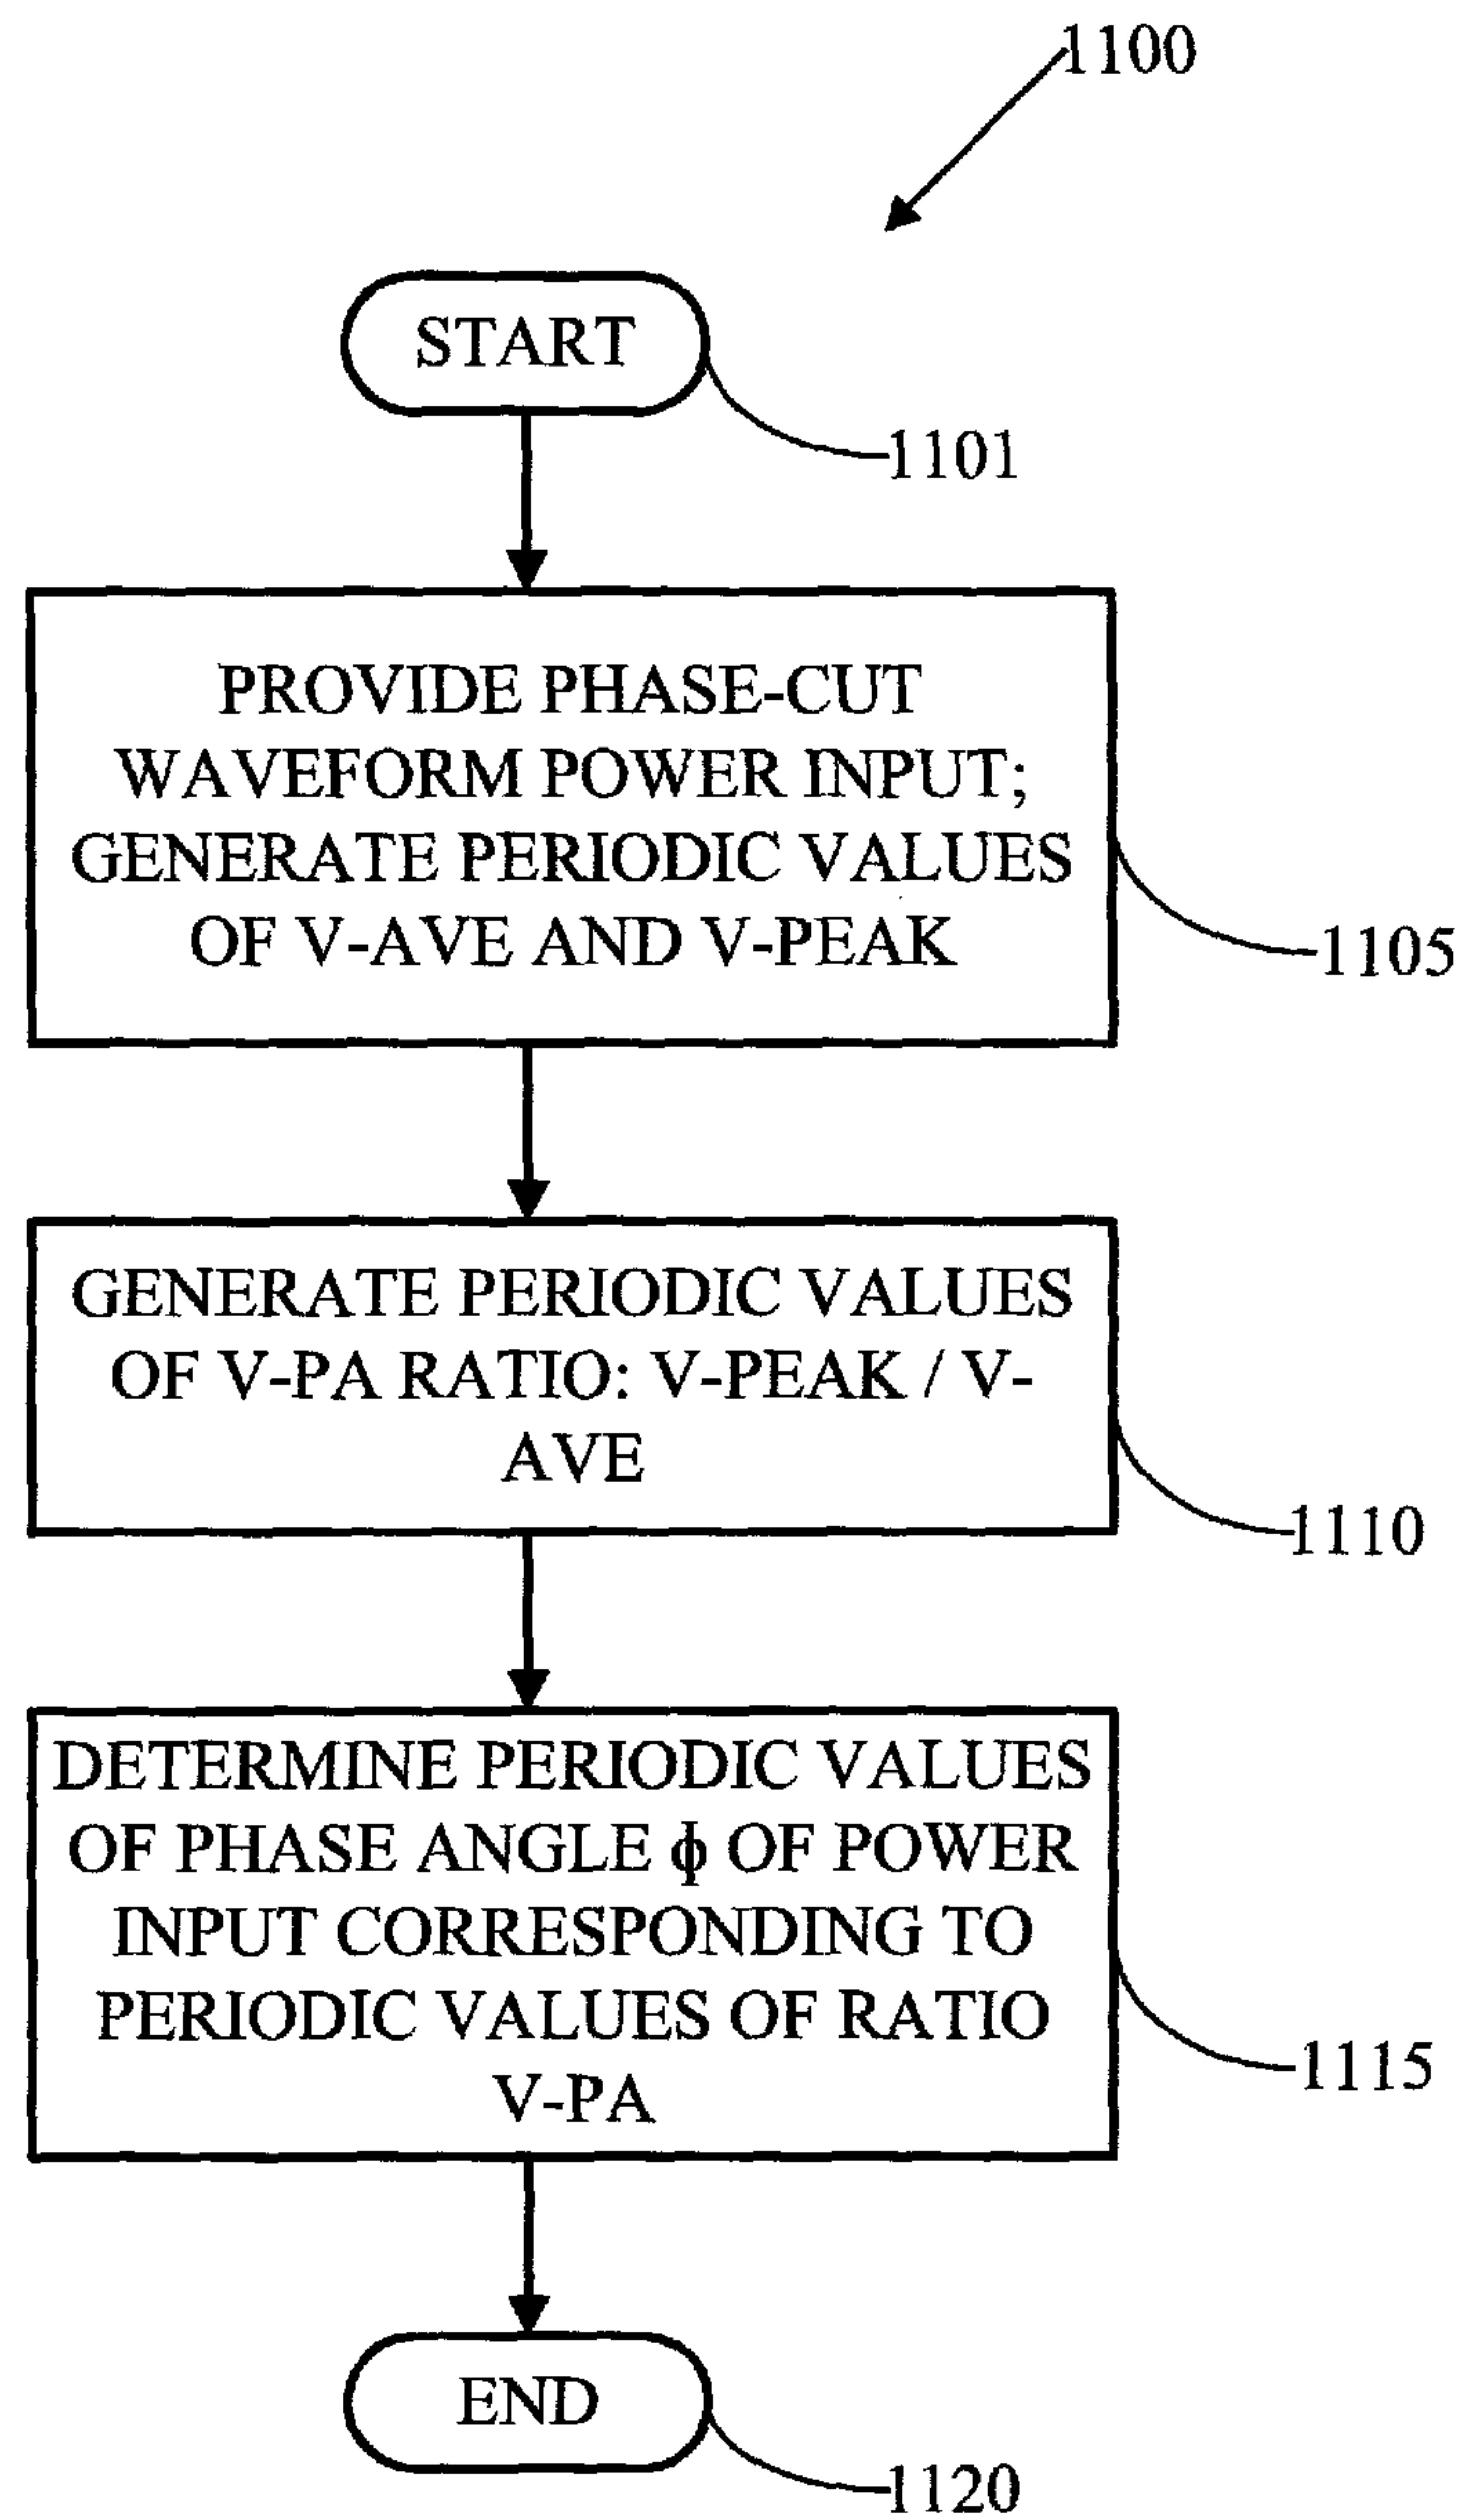 1100
START
1101
PROVIDE PHASE-CUT
WAVEFORM POWER INPUT;
GENERATE PERIODIC VALUES
OF V-AVE AND V-PEAK
1105
GENERATE PERIODIC VALUES
OF V-PA RATIO: V-PEAK / V-
AVE
1110
DETERMINE PERIODIC VALUES
OF PHASE ANGLE ϕ OF POWER
INPUT CORRESPONDING TO
PERIODIC VALUES OF RATIO
V-PA
1115
END
1120